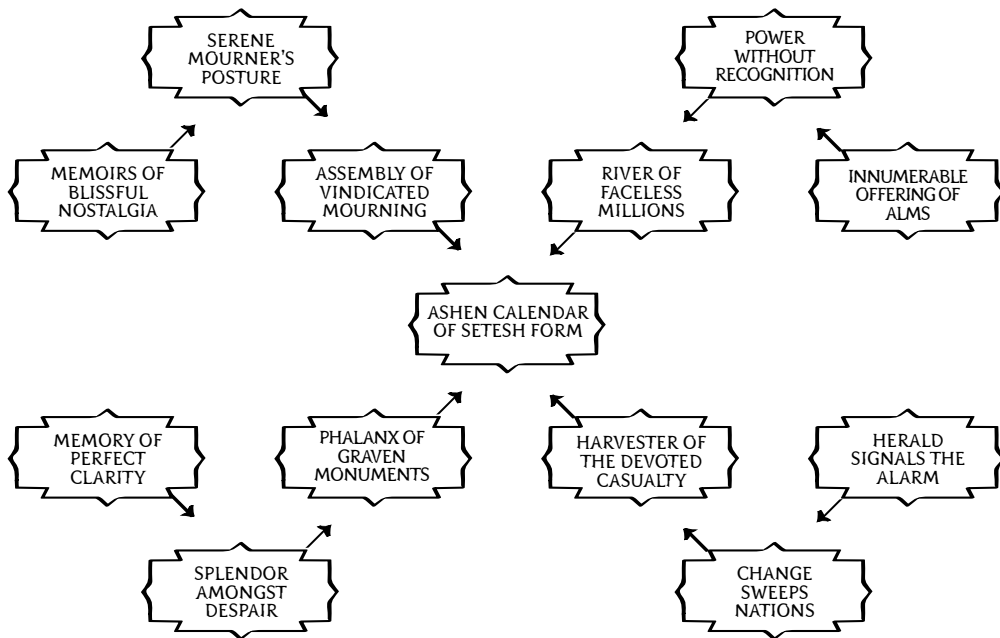 SERENE
MOURNER'S
POSTURE
POWER
WITHOUT
RECOGNITION
MEMOIRS OF
BLISSFUL
NOSTALGIA
ASSEMBLY OF
VINDICATED
MOURNING
RIVER OF
FACELESS
MILLIONS
INNUMERABLE
OFFERING OF
ALMS
ASHEN CALENDAR
OF SETESH FORM
MEMORY OF
PERFECT
CLARITY
PHALANX OF
GRAVEN
MONUMENTS
HARVESTER OF
THE DEVOTED
CASUALTY
HERALD
SIGNALS THE
ALARM
SPLENDOR
AMONGST
DESPAIR
CHANGE
SWEEPS
NATIONS